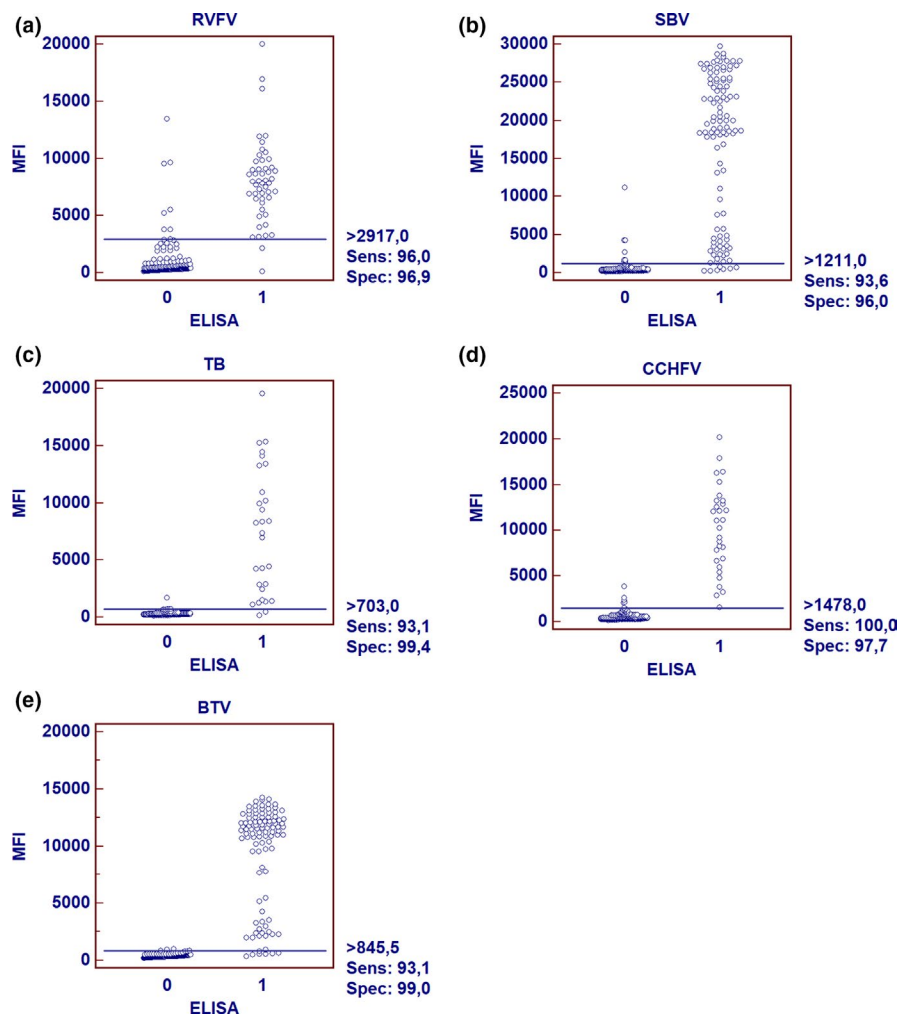 (a)
RVFV
20000
15000
10000
5000
0
MFI
0 1
ELISA
>2917,0
Sens: 96,0
Spec: 96,9
(b)
SBV
30000
25000
20000
15000
10000
5000
0
MFI
0 1
ELISA
>1211,0
Sens: 93,6
Spec: 96,0
(c)
TB
20000
15000
10000
5000
0
MFI
0 1
ELISA
>703,0
Sens: 93,1
Spec: 99,4
(d)
CCHFV
25000
20000
15000
10000
5000
0
MFI
0 1
ELISA
>1478,0
Sens: 100,0
Spec: 97,7
(e)
BTV
20000
15000
10000
5000
0
MFI
0 1
ELISA
>845,5
Sens: 93,1
Spec: 99,0